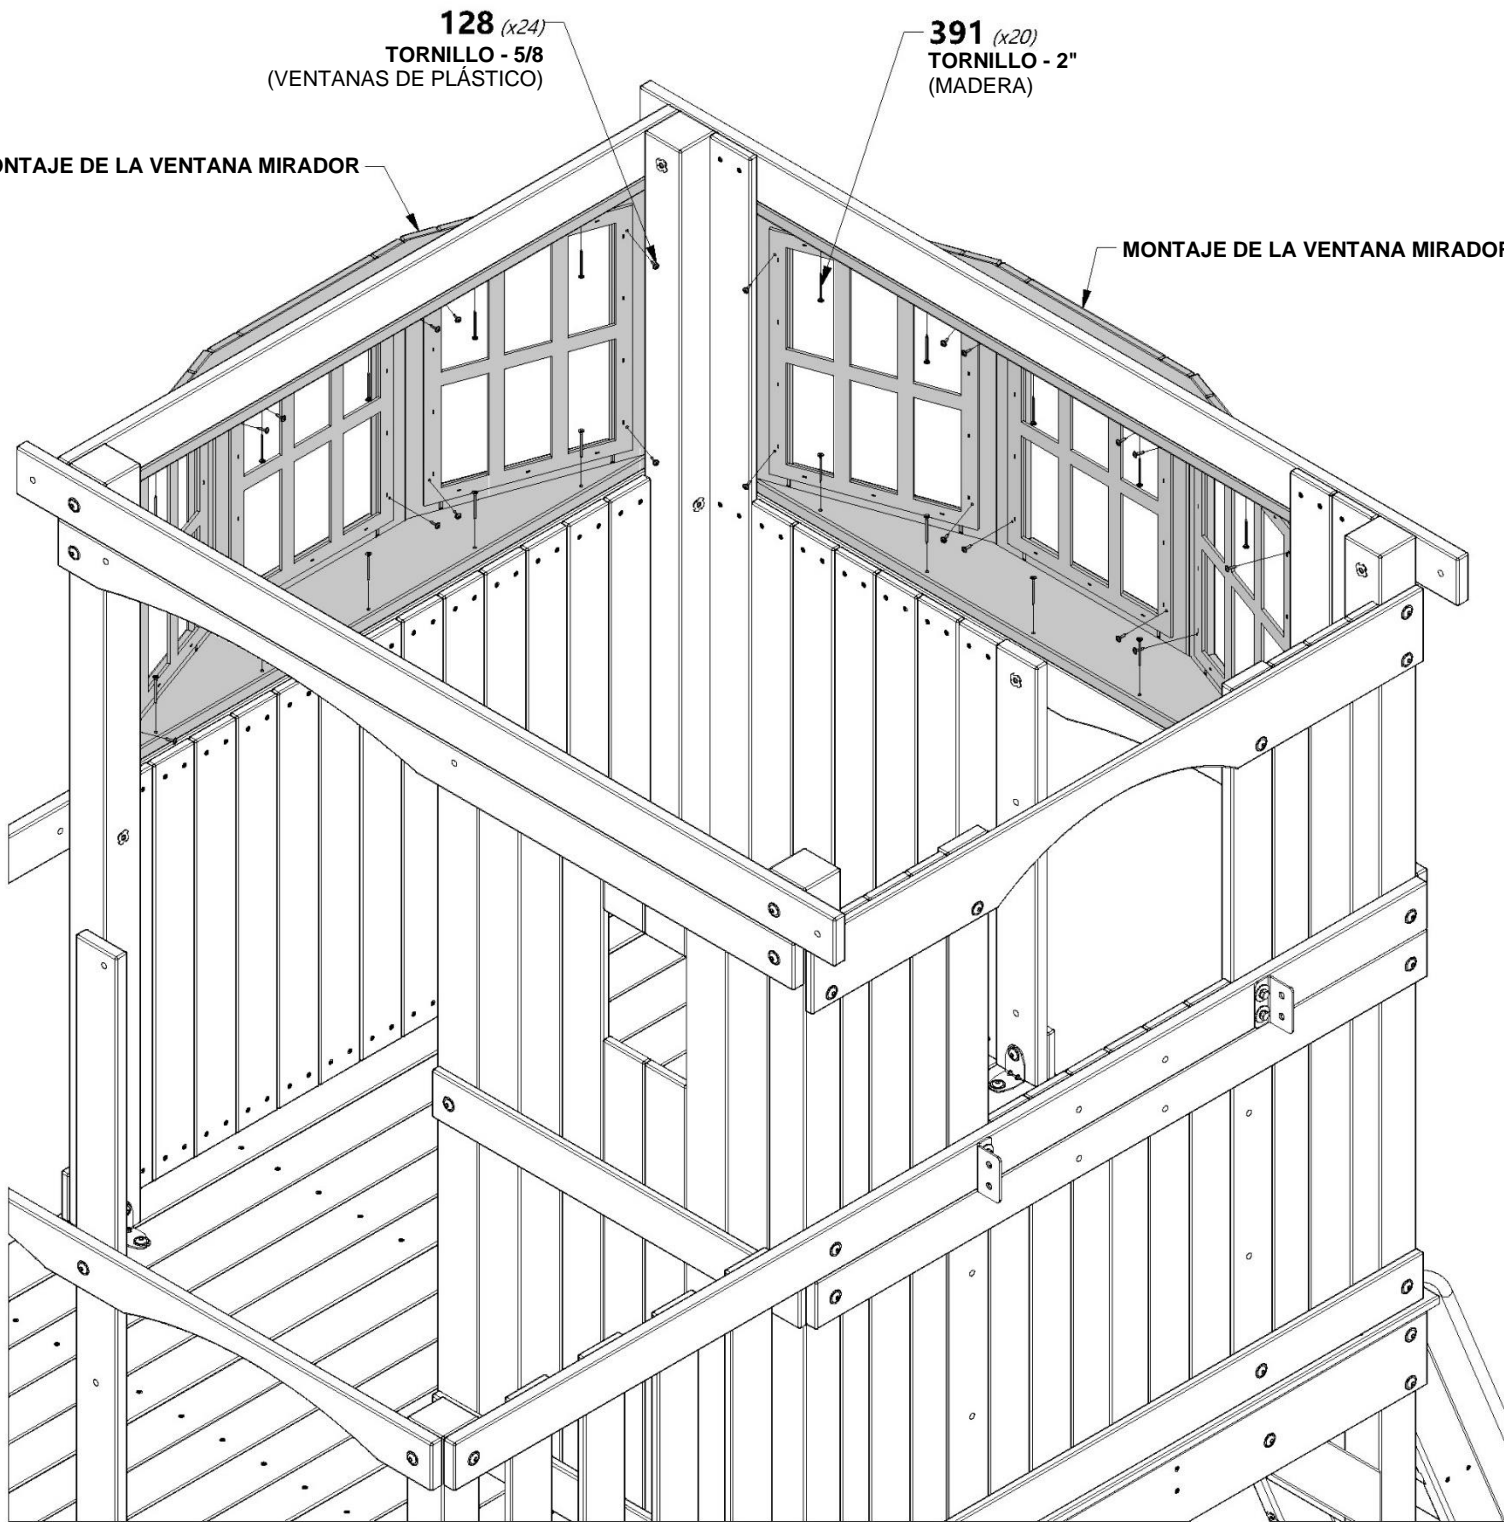 128 (x24)
TORNILLO - 5/8
(VENTANAS DE PLÁSTICO)
391 (x20)
TORNILLO - 2"
(MADERA)
ONTAJE DE LA VENTANA MIRADOR
MONTAJE DE LA VENTANA MIRADOR